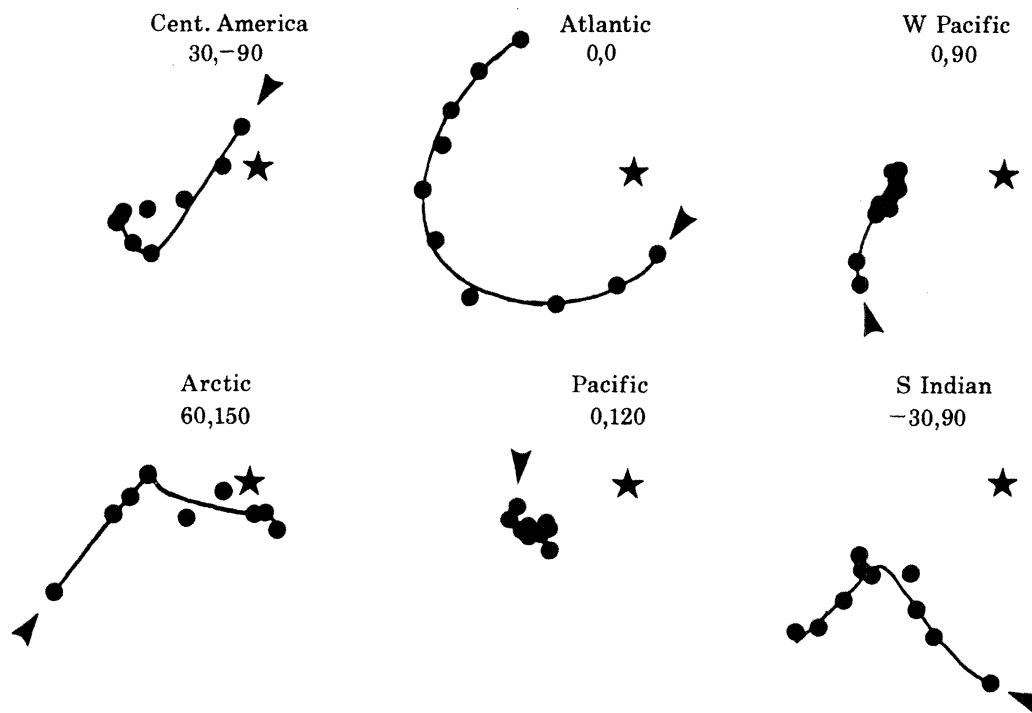 Cent. America
30,−90
Atlantic
0,0
W Pacific
0,90
Arctic
60,150
Pacific
0,120
S Indian
−30,90